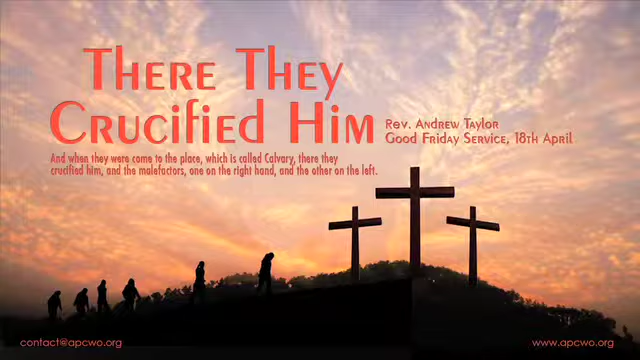 There They
Crucified Him
Rev. Andrew Taylor
Good Friday Service, 18th April
And when they were come to the place, which is called Calvary, there they
crucified him, and the malefactors, one on the right hand, and the other on the left.
contact@apcwo.org
www.apcwo.org